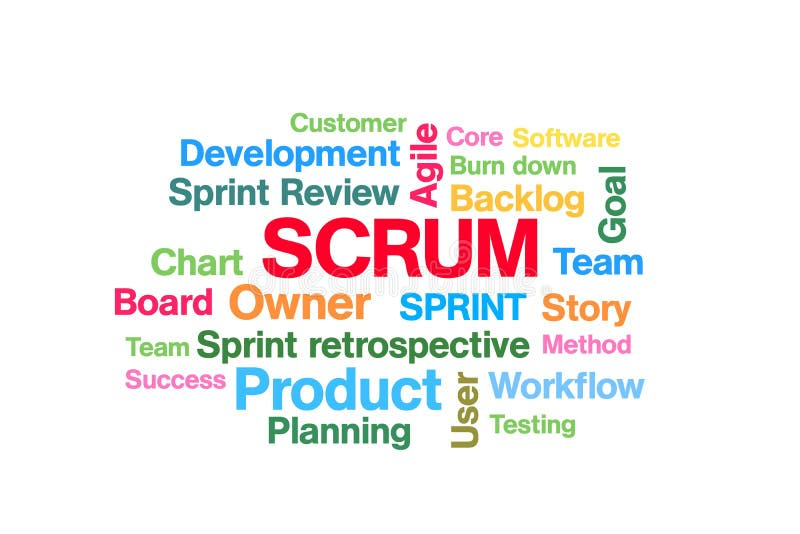 Customer
Agile
Core
Software
Development
Burn down
Goal
Sprint Review
Backlog
SCRUM
Chart
Team
Board
Owner
SPRINT
Story
Team
Sprint retrospective
Method
Success
Product
User
Workflow
Planning
Testing